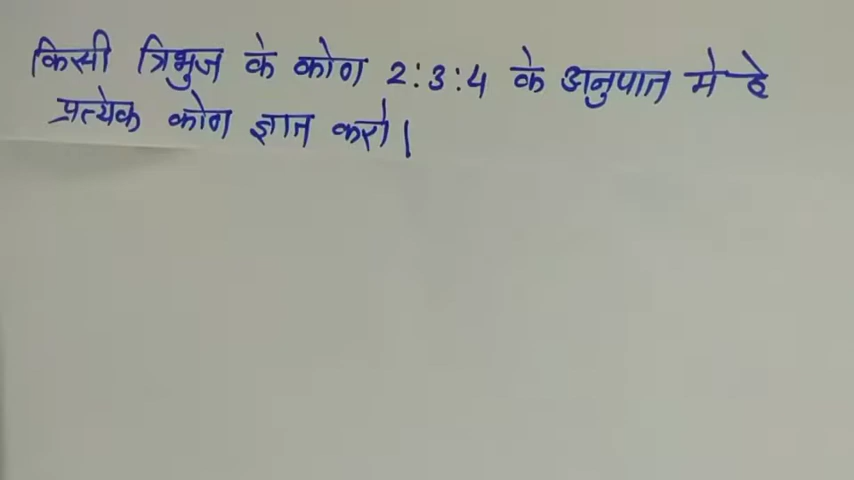 किसी त्रिभुज के कोण 2:3:4 के अनुपात मे है
प्रत्येक कोण ज्ञात करो।